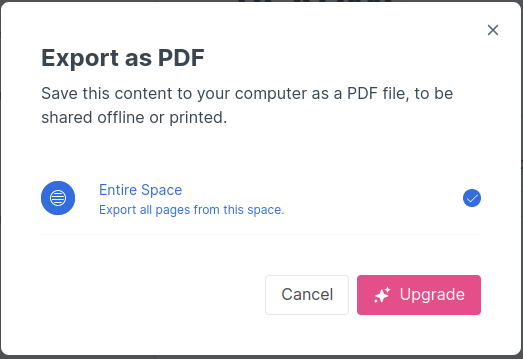 Export as PDF
Save this content to your computer as a PDF file, to be
shared offline or printed.
Entire Space
Export all pages from this space.
Cancel
Upgrade